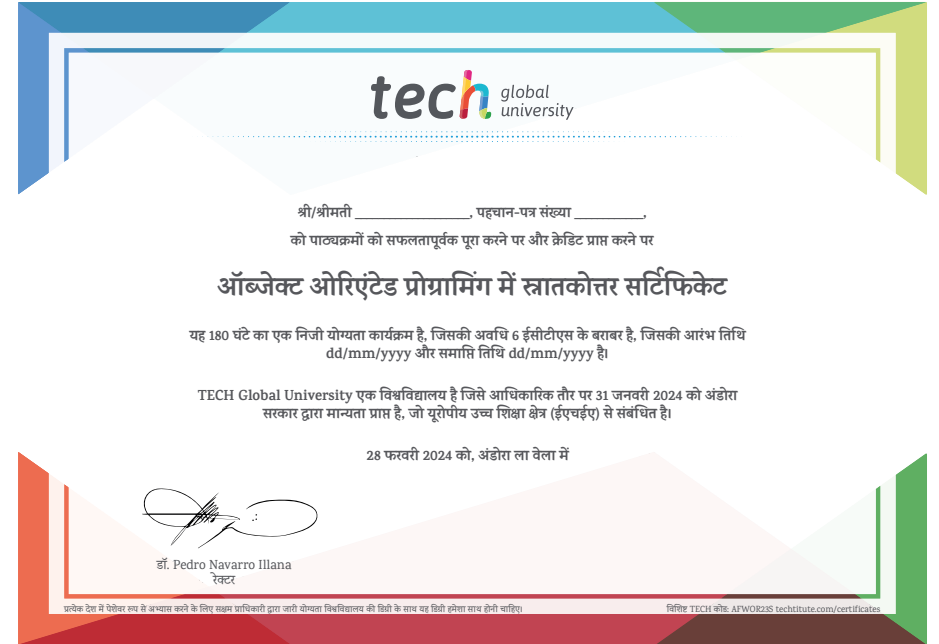 tech global university
श्री/श्रीमती ________________, पहचान-पत्र संख्या __________,
को पाठ्यक्रमों को सफलतापूर्वक पूरा करने पर और क्रेडिट प्राप्त करने पर
ऑब्जेक्ट ओरिएंटेड प्रोग्रामिंग में स्नातकोत्तर सर्टिफिकेट
यह 180 घंटे का एक निजी योग्यता कार्यक्रम है, जिसकी अवधि 6 ईसीटीएस के बराबर है, जिसकी आरंभ तिथि
dd/mm/yyyy और समाप्ति तिथि dd/mm/yyyy है।
TECH Global University एक विश्वविद्यालय है जिसे आधिकारिक तौर पर 31 जनवरी 2024 को अंडोरा
सरकार द्वारा मान्यता प्राप्त है, जो यूरोपीय उच्च शिक्षा क्षेत्र (ईएचईए) से संबंधित है।
28 फरवरी 2024 को, अंडोरा ला वेला में
डॉ. Pedro Navarro Illana
रेक्टर
प्रत्येक देश में पेशेवर रूप से अभ्यास करने के लिए सक्षम प्राधिकारी द्वारा जारी योग्यता विश्वविद्यालय की डिग्री के साथ यह डिग्री हमेशा साथ होनी चाहिए।
विशिष्ट TECH कोड: AFWOR23S techtitute.com/certificates